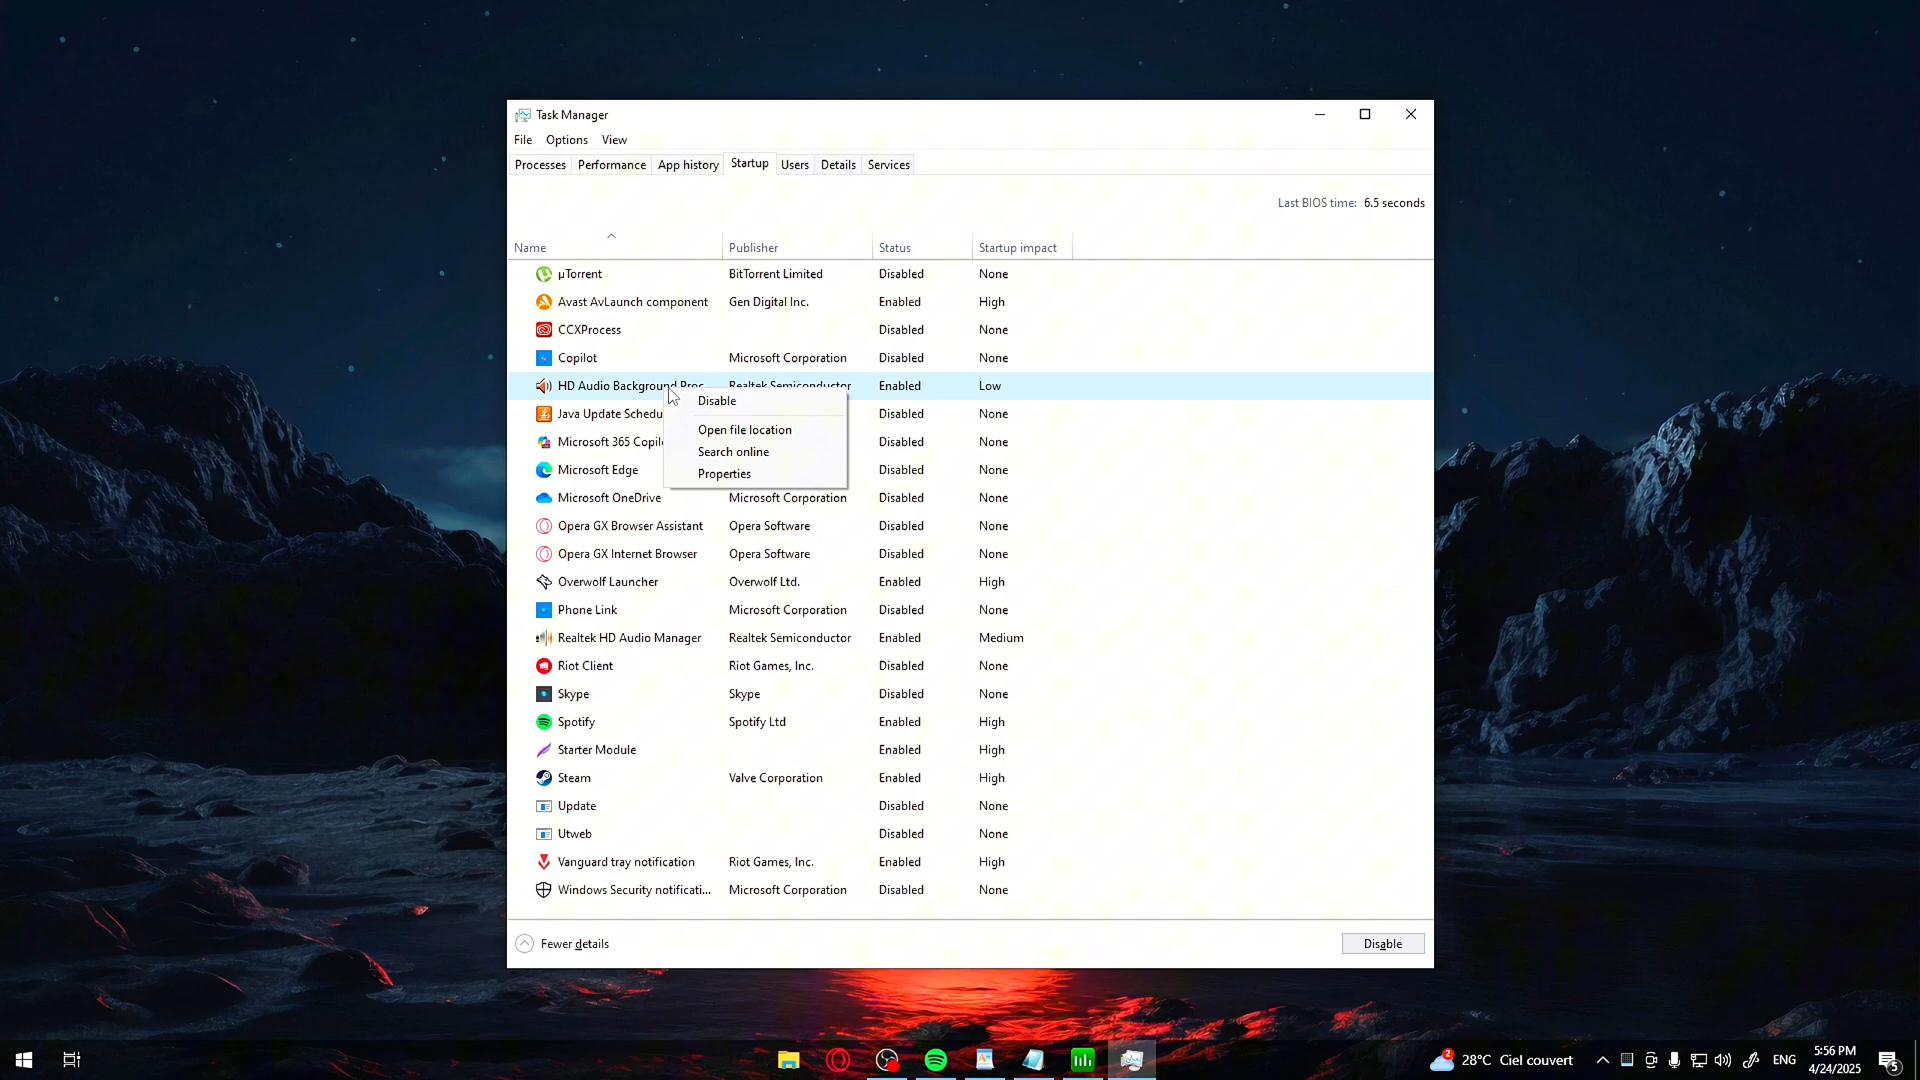 Task Manager
File Options View
Processes Performance App history Startup Users Details Services
Last BIOS time: 6.5 seconds
Name Publisher Status Startup impact
µTorrent BitTorrent Limited Disabled None
Avast AvLaunch component Gen Digital Inc. Enabled High
CCXProcess Disabled None
Copilot Microsoft Corporation Disabled None
HD Audio Background Proc Realtek Semiconductor Enabled Low
Disable
Java Update Schedu Disabled None
Open file location
Microsoft 365 Copil Disabled None
Search online
Microsoft Edge Disabled None
Properties
Microsoft OneDrive Microsoft Corporation Disabled None
Opera GX Browser Assistant Opera Software Disabled None
Opera GX Internet Browser Opera Software Disabled None
Overwolf Launcher Overwolf Ltd. Enabled High
Phone Link Microsoft Corporation Disabled None
Realtek HD Audio Manager Realtek Semiconductor Enabled Medium
Riot Client Riot Games, Inc. Disabled None
Skype Skype Disabled None
Spotify Spotify Ltd Enabled High
Starter Module Enabled High
Steam Valve Corporation Enabled High
Update Disabled None
Utweb Disabled None
Vanguard tray notification Riot Games, Inc. Enabled High
Windows Security notificati... Microsoft Corporation Disabled None
Fewer details Disable
2 28°C Ciel couvert ENG 5:56 PM 5
4/24/2025